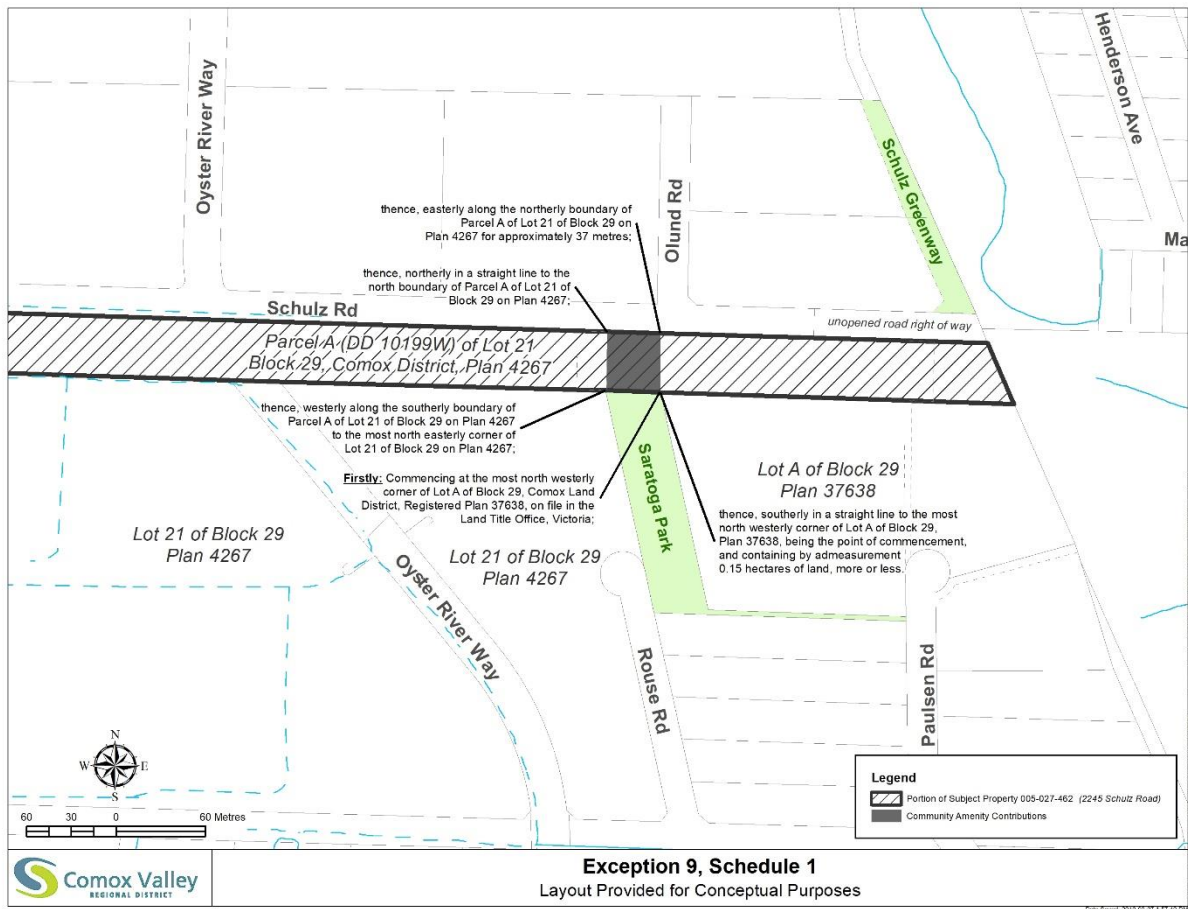 Oyster River Way
Henderson Ave
Schulz Greenway
Olund Rd
Ma
thence, easterly along the northerly boundary of
Parcel A of Lot 21 of Block 29 on
Plan 4267 for approximately 37 metres;
thence, northerly in a straight line to the
north boundary of Parcel A of Lot 21 of
Block 29 on Plan 4267;
Schulz Rd
unopened road right of way
Parcel A (DD 10199W) of Lot 21
Block 29, Comox District, Plan 4267
thence, westerly along the southerly boundary of
Parcel A of Lot 21 of Block 29 on Plan 4267
to the most north easterly corner of
Lot 21 of Block 29 on Plan 4267;
Firstly: Commencing at the most north westerly
corner of Lot A of Block 29, Comox Land
District, Registered Plan 37638, on file in the
Land Title Office, Victoria;
Saratoga Park
Lot A of Block 29
Plan 37638
thence, southerly in a straight line to the most
north westerly corner of Lot A of Block 29,
Plan 37638, being the point of commencement,
and containing by admeasurement
0.15 hectares of land, more or less.
Lot 21 of Block 29
Plan 4267
Lot 21 of Block 29
Plan 4267
Oyster River Way
Rouse Rd
Paulsen Rd
N
W E
S
60 30 0 60 Metres
Legend
Portion of Subject Property 005-027-462 (2245 Schulz Road)
Community Amenity Contributions
Comox Valley
REGIONAL DISTRICT
Exception 9, Schedule 1
Layout Provided for Conceptual Purposes